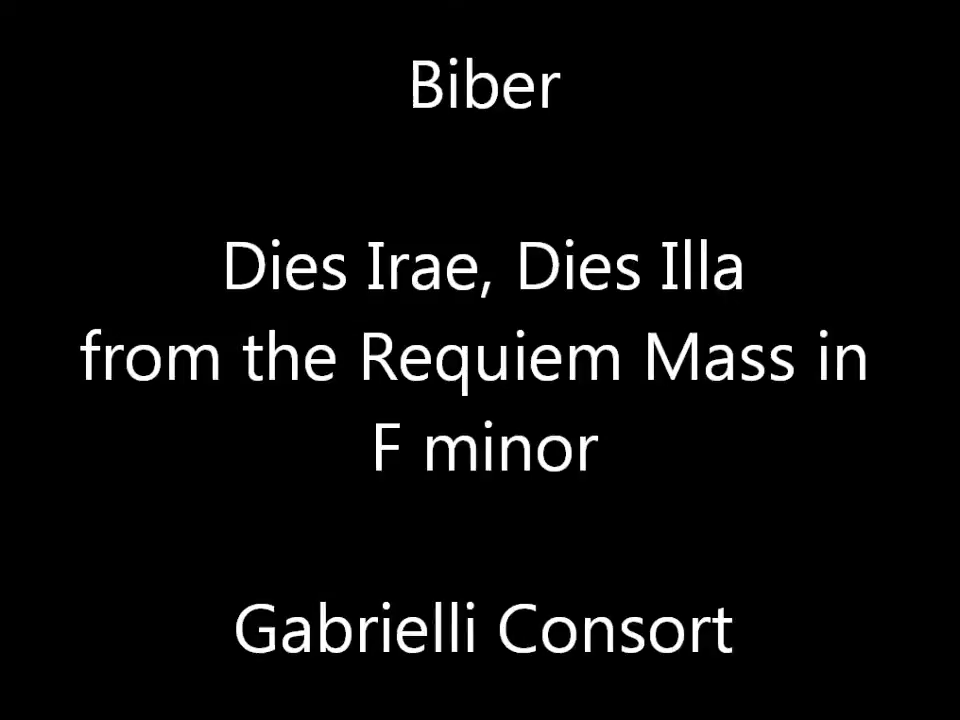 Biber
Dies Irae, Dies Illa
from the Requiem Mass in
F minor
Gabrielli Consort